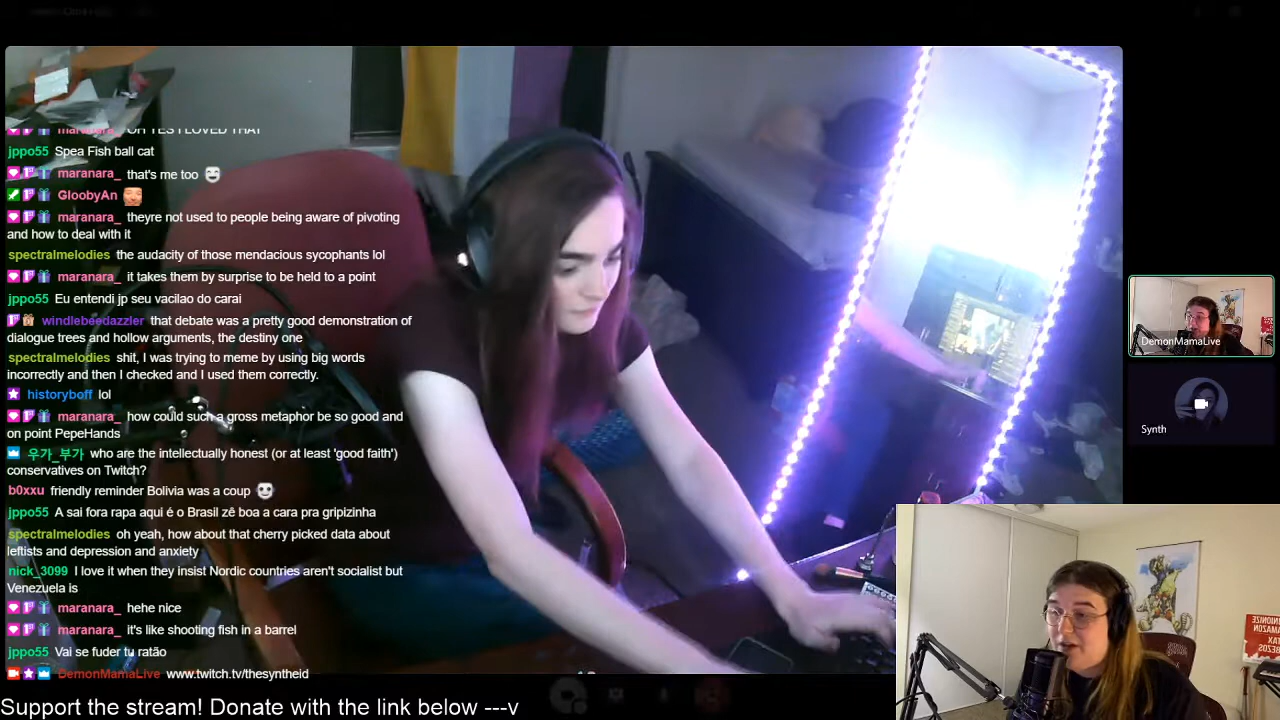 maranara_ OH YES I LOVED THAT
jppo55 Spea Fish ball cat
maranara_ that's me too
GloobyAn
maranara_ theyre not used to people being aware of pivoting
and how to deal with it
spectralmelodies the audacity of those mendacious sycophants lol
maranara_ it takes them by surprise to be held to a point
jppo55 Eu entendi jp seu vacilao do carai
windlebeedazzler that debate was a pretty good demonstration of
dialogue trees and hollow arguments, the destiny one
spectralmelodies shit, I was trying to meme by using big words
incorrectly and then I checked and I used them correctly.
historyboff lol
maranara_ how could such a gross metaphor be so good and
on point PepeHands
우가_부가 who are the intellectually honest (or at least 'good faith')
conservatives on Twitch?
b0xxu friendly reminder Bolivia was a coup
jppo55 A sai fora rapa aqui é o Brasil zê boa a cara pra gripizinha
spectralmelodies oh yeah, how about that cherry picked data about
leftists and depression and anxiety
nick_3099 I love it when they insist Nordic countries aren't socialist but
Venezuela is
maranara_ hehe nice
maranara_ it's like shooting fish in a barrel
jppo55 Vai se fuder tu ratão
DemonMamaLive www.twitch.tv/thesyntheid
Support the stream! Donate with the link below ---v
DemonMamaLive
Synth
UNIONIZE
AMAZON
TAX
BEZOS